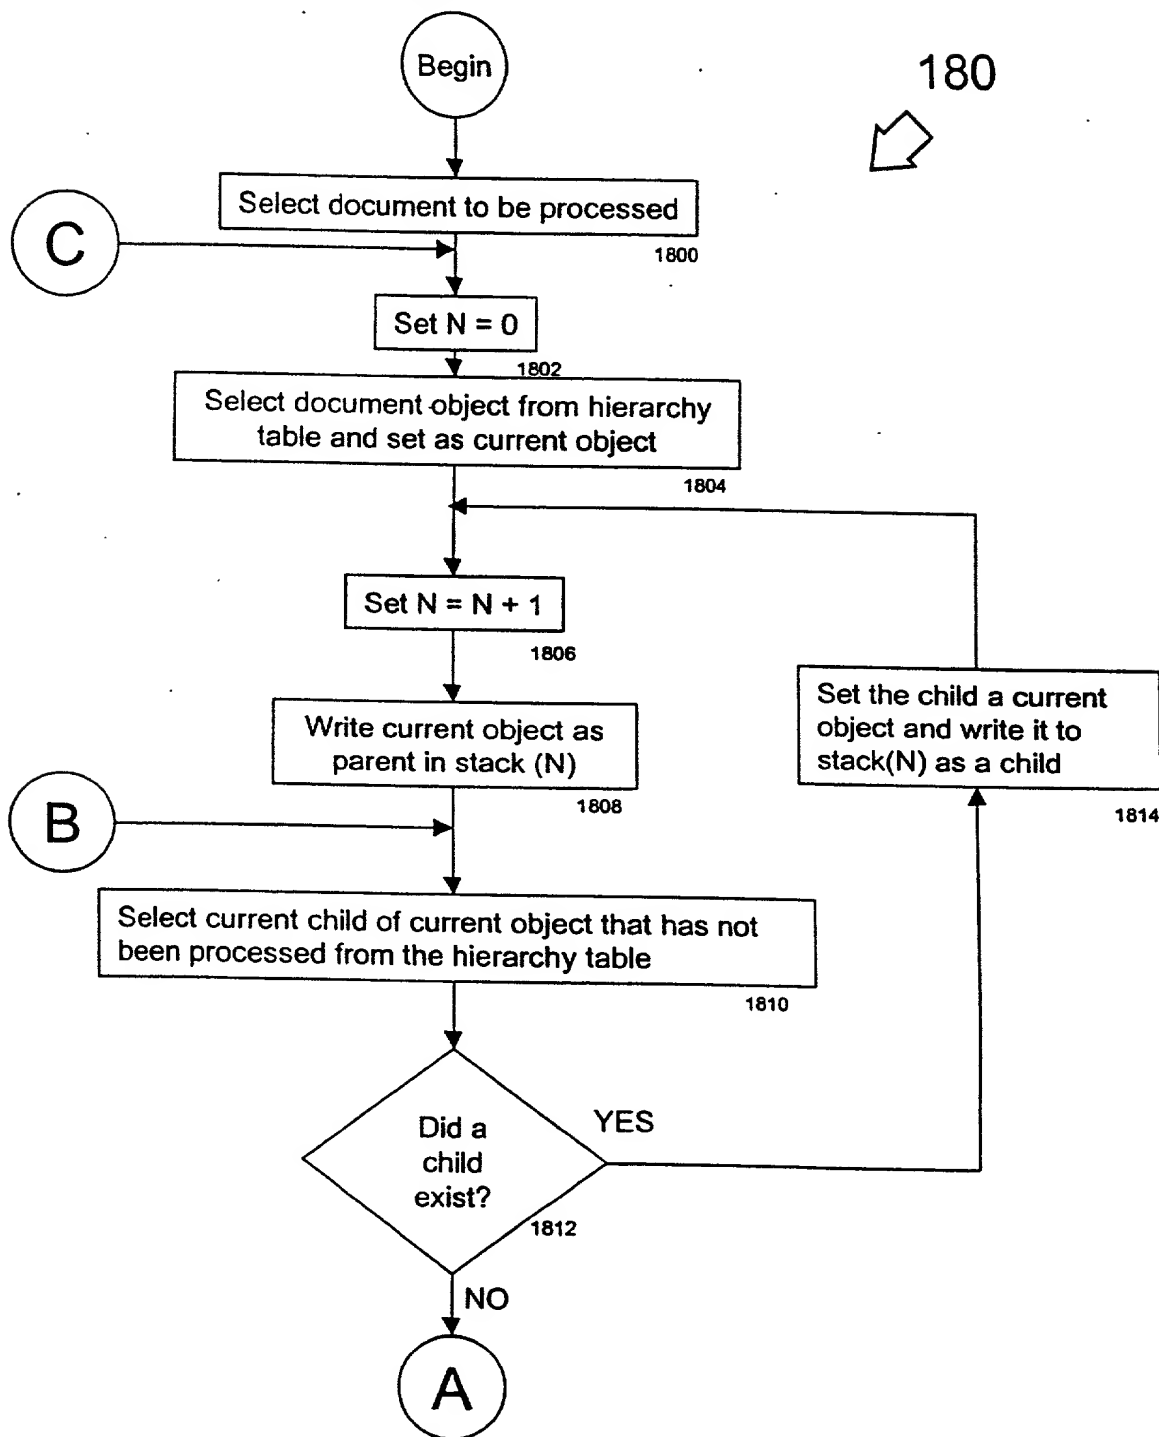 Begin
180
Select document to be processed
1800
C
Set N = 0
1802
Select document object from hierarchy
table and set as current object
1804
Set N = N + 1
1806
Write current object as
parent in stack (N)
1808
Set the child a current
object and write it to
stack(N) as a child
1814
B
Select current child of current object that has not
been processed from the hierarchy table
1810
Did a
child
exist?
YES
1812
NO
A